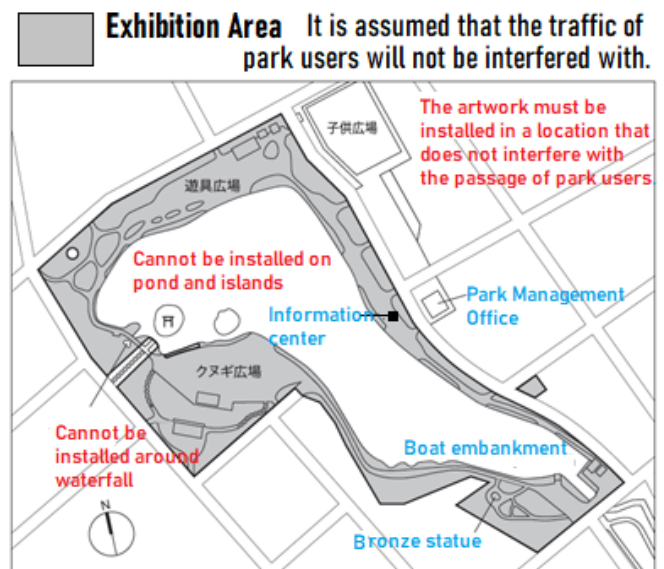 Exhibition Area It is assumed that the traffic of
park users will not be interfered with.
子供広場
The artwork must be
installed in a location that
does not interfere with
the passage of park users
遊具広場
Cannot be installed on
pond and islands
Information
center
Park Management
Office
クヌギ広場
Cannot be
installed around
waterfall
Boat embankment
N
Bronze statue